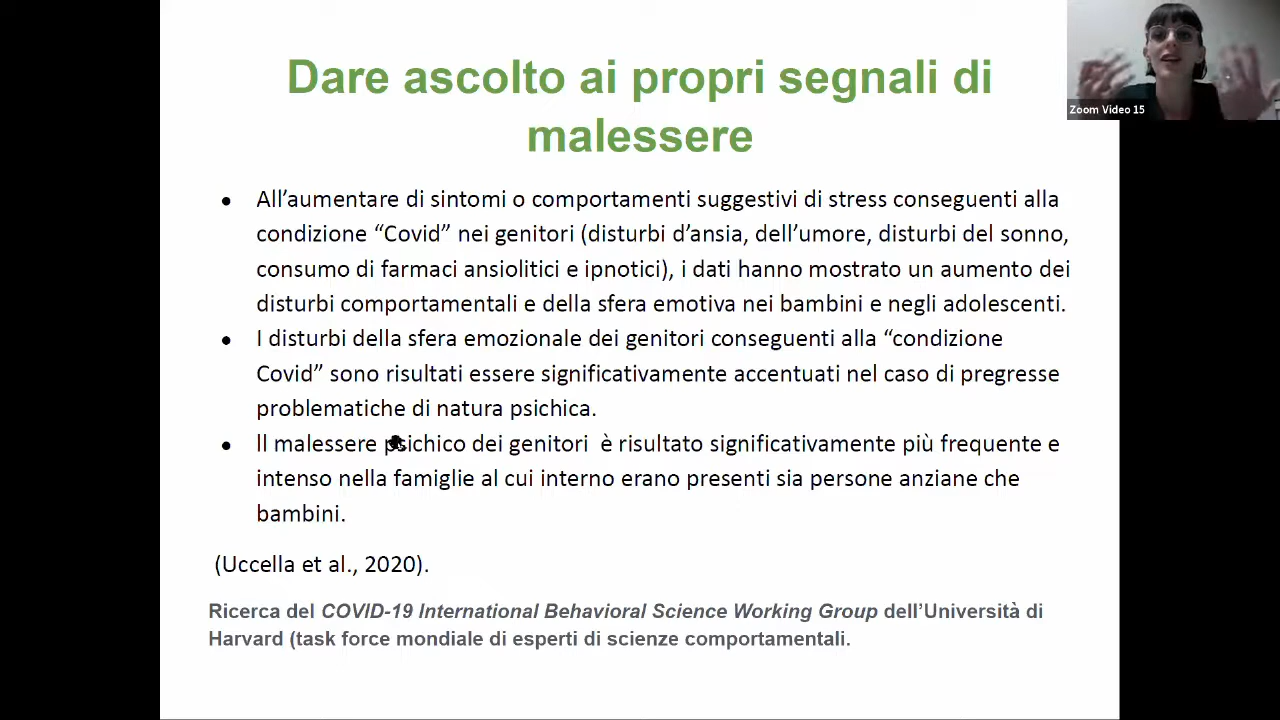 Dare ascolto ai propri segnali di
malessere
Zoom Video 15
● All’aumentare di sintomi o comportamenti suggestivi di stress conseguenti alla
condizione “Covid” nei genitori (disturbi d’ansia, dell’umore, disturbi del sonno,
consumo di farmaci ansiolitici e ipnotici), i dati hanno mostrato un aumento dei
disturbi comportamentali e della sfera emotiva nei bambini e negli adolescenti.
● I disturbi della sfera emozionale dei genitori conseguenti alla “condizione
Covid” sono risultati essere significativamente accentuati nel caso di pregresse
problematiche di natura psichica.
● ll malessere psichico dei genitori è risultato significativamente più frequente e
intenso nella famiglie al cui interno erano presenti sia persone anziane che
bambini.
(Uccella et al., 2020).
Ricerca del COVID-19 International Behavioral Science Working Group dell’Università di
Harvard (task force mondiale di esperti di scienze comportamentali.